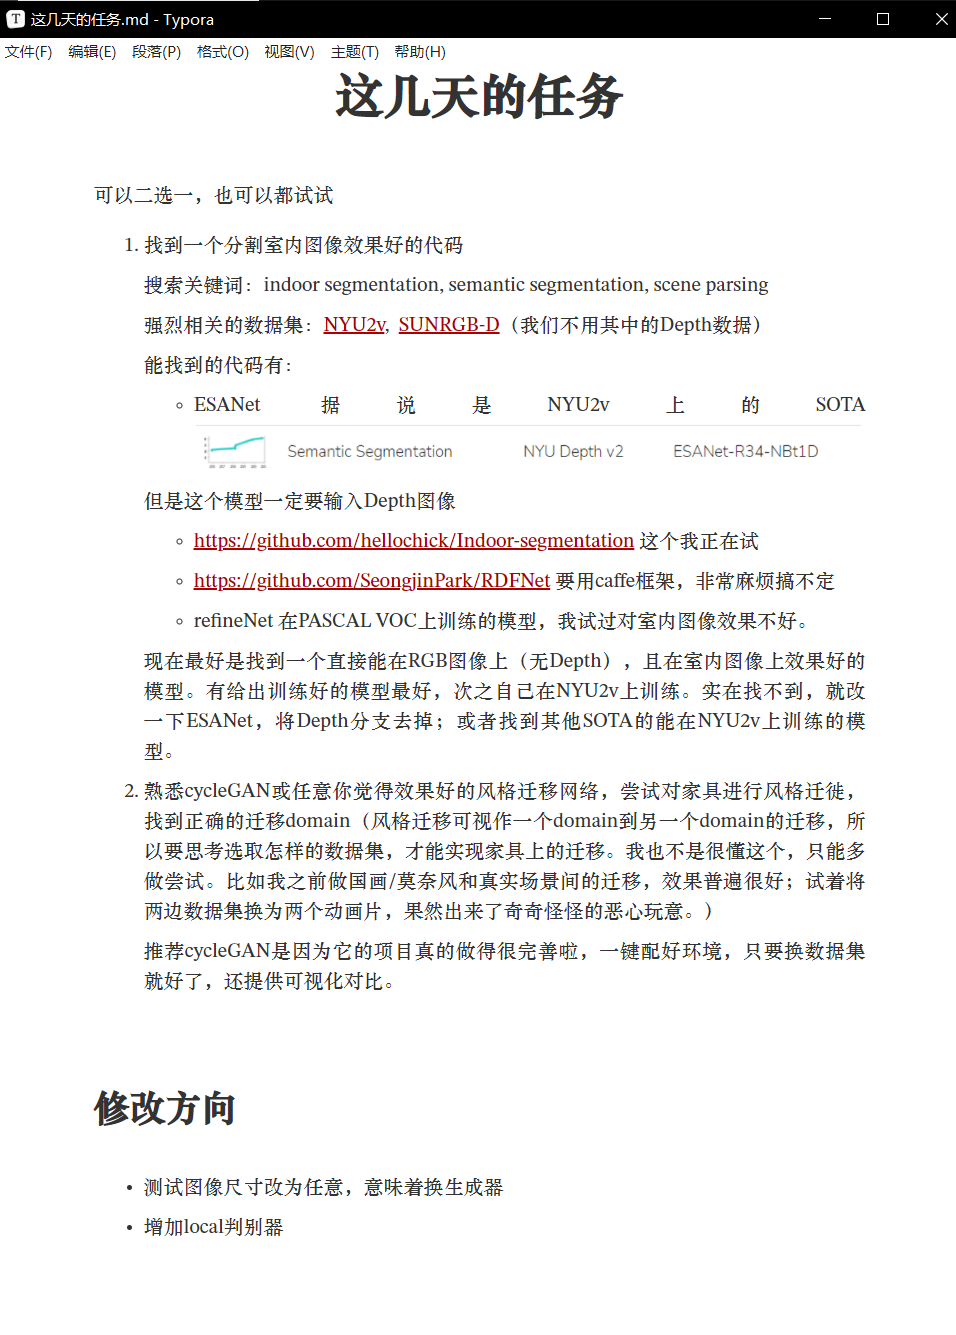 这几天的任务.md - Typora
文件(F) 编辑(E) 段落(P) 格式(O) 视图(V) 主题(T) 帮助(H)
这几天的任务
可以二选一，也可以都试试
1. 找到一个分割室内图像效果好的代码
搜索关键词：indoor segmentation, semantic segmentation, scene parsing
强烈相关的数据集：NYU2v, SUNRGB-D（我们不用其中的Depth数据）
能找到的代码有：
ESANet 据说是NYU2v上的SOTA
Semantic Segmentation NYU Depth v2 ESANet-R34-NBt1D
但是这个模型一定要输入Depth图像
https://github.com/hellochick/Indoor-segmentation 这个我正在试
https://github.com/SeongjinPark/RDFNet 要用caffe框架，非常麻烦搞不定
refineNet 在PASCAL VOC上训练的模型，我试过对室内图像效果不好。
现在最好是找到一个直接能在RGB图像上（无Depth），且在室内图像上效果好的
模型。有给出训练好的模型最好，次之自己在NYU2v上训练。实在找不到，就改
一下ESANet，将Depth分支去掉；或者找到其他SOTA的能在NYU2v上训练的模
型。
2. 熟悉cycleGAN或任意你觉得效果好的风格迁移网络，尝试对家具进行风格迁徙，
找到正确的迁移domain（风格迁移可视作一个domain到另一个domain的迁移，所
以要思考选取怎样的数据集，才能实现家具上的迁移。我也不是很懂这个，只能多
做尝试。比如我之前做国画/莫奈风和真实场景间的迁移，效果普遍很好；试着将
两边数据集换为两个动画片，果然出来了奇奇怪怪的恶心玩意。）
推荐cycleGAN是因为它的项目真的做得很完善啦，一键配好环境，只要换数据集
就好了，还提供可视化对比。
修改方向
测试图像尺寸改为任意，意味着换生成器
增加local判别器